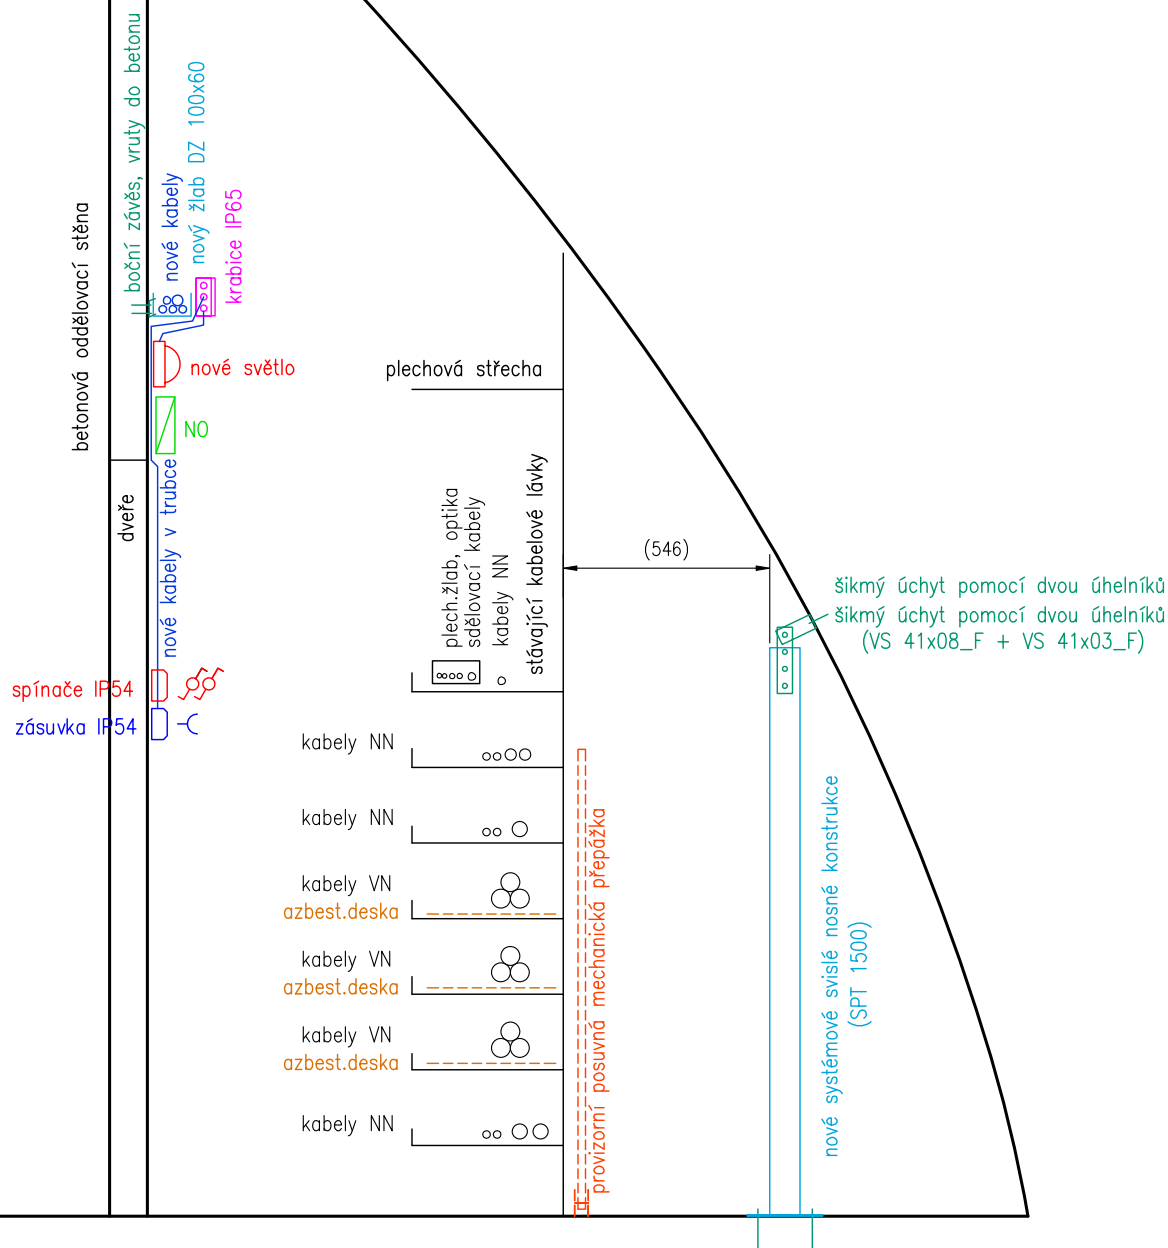 betonová oddělovací stěna
boční závěs, vruty do betonu
nové kabely
nový žlab DZ 100x60
krabice IP65
nové světlo
NO
dveře
nové kabely v trubce
spínače IP54
zásuvka IP54
plechová střecha
plech.žlab, optika
sdělovací kabely
kabely NN
stávající kabelové lávky
(546)
šikmý úchyt pomocí dvou úhelníků
šikmý úchyt pomocí dvou úhelníků
(VS 41x08_F + VS 41x03_F)
kabely NN
kabely NN
kabely VN
azbest.deska
kabely VN
azbest.deska
kabely VN
azbest.deska
kabely NN
provizorní posuvná mechanická přepážka
nové systémové svislé nosné konstrukce
(SPT 1500)